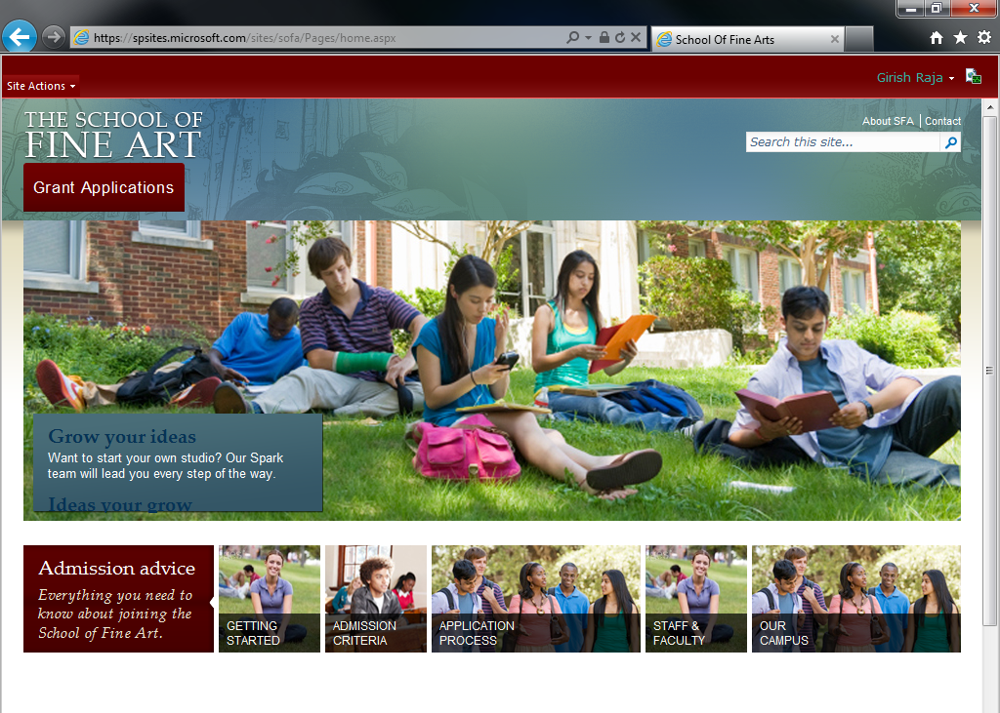 https://spsites.microsoft.com/sites/sofa/Pages/home.aspx
School Of Fine Arts
Site Actions
Girish Raja
THE SCHOOL OF
FINE ART
About SFA | Contact
Search this site...
Grant Applications
Grow your ideas
Want to start your own studio? Our Spark
team will lead you every step of the way.
Ideas your grow
Admission advice
Everything you need to
know about joining the
School of Fine Art.
GETTING
STARTED
ADMISSION
CRITERIA
APPLICATION
PROCESS
STAFF &
FACULTY
OUR
CAMPUS